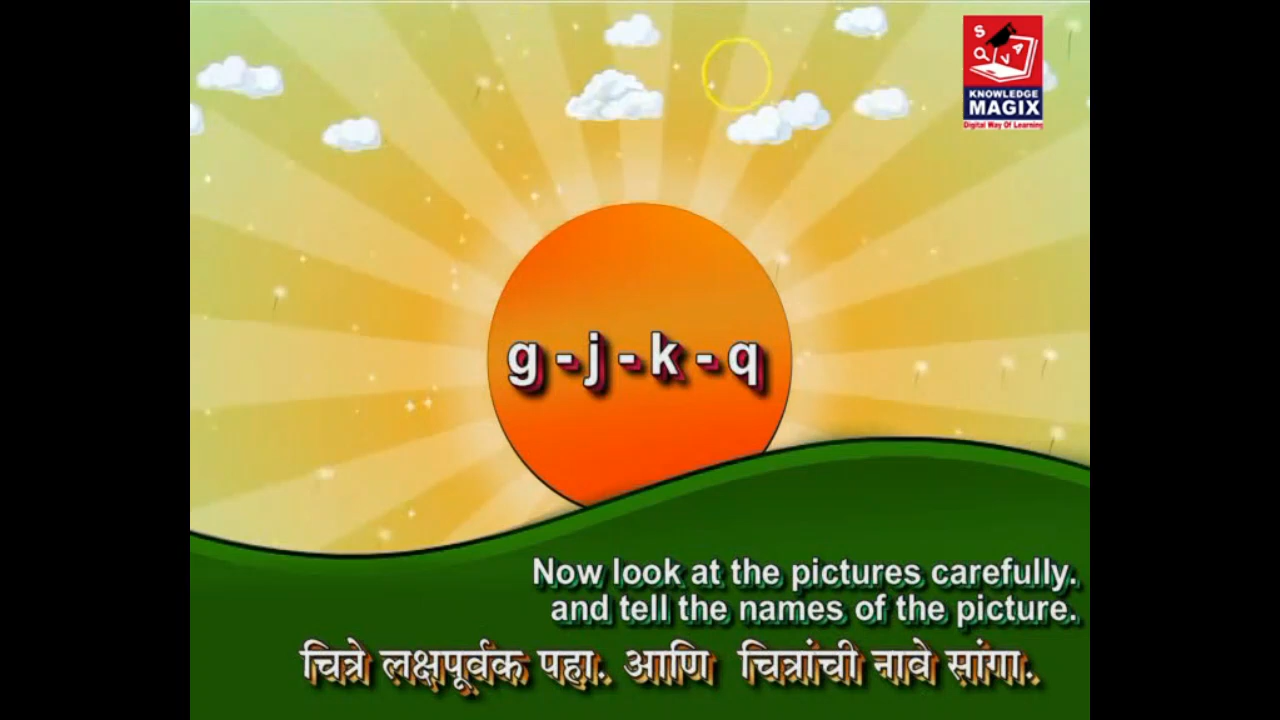 S
A
Q
V
KNOWLEDGE
MAGIX
Digital Way Of Learning
g - j - k - q
Now look at the pictures carefully.
and tell the names of the picture.
चित्रे लक्षपूर्वक पहा. आणि चित्रांची नावे सांगा.